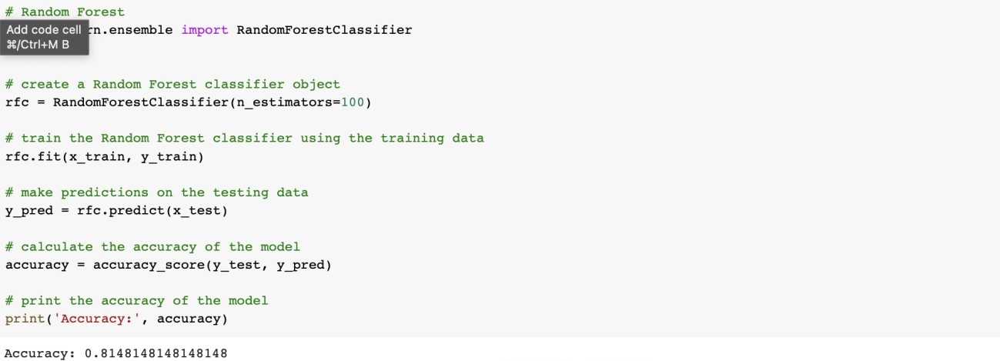 # Random Forest
Add code cell
rn.ensemble import RandomForestClassifier
⌘/Ctrl+M B
# create a Random Forest classifier object
rfc = RandomForestClassifier(n_estimators=100)
# train the Random Forest classifier using the training data
rfc.fit(x_train, y_train)
# make predictions on the testing data
y_pred = rfc.predict(x_test)
# calculate the accuracy of the model
accuracy = accuracy_score(y_test, y_pred)
# print the accuracy of the model
print('Accuracy:', accuracy)
Accuracy: 0.8148148148148148